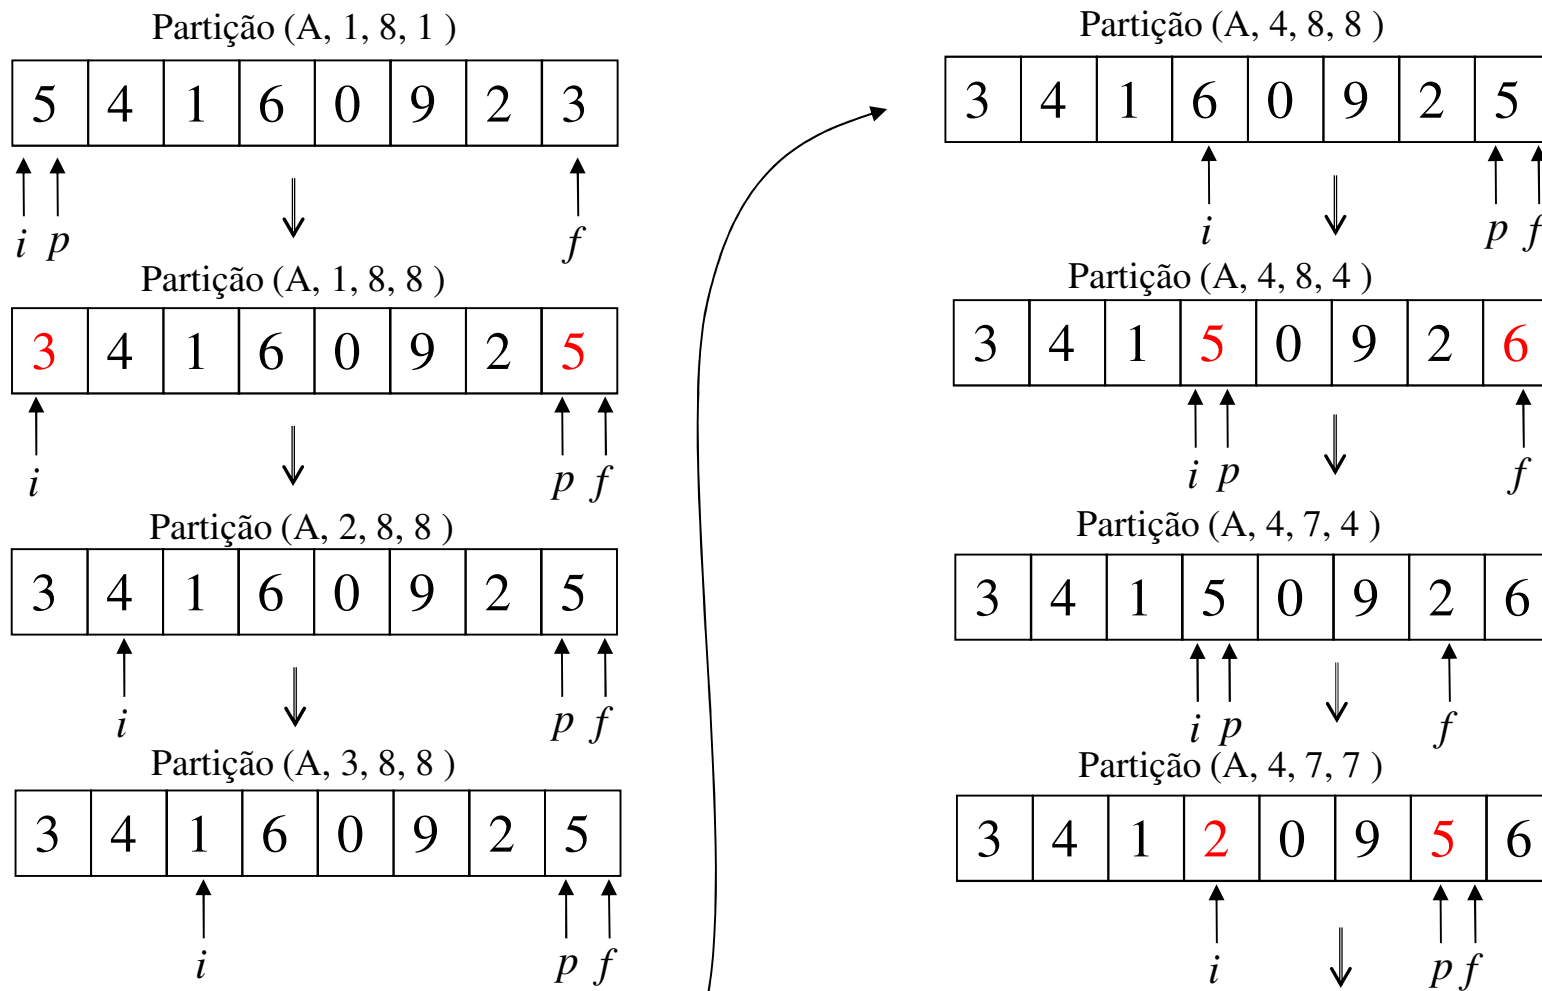 Partição (A, 1, 8, 1 )
5 4 1 6 0 9 2 3
i p f
Partição (A, 1, 8, 8 )
3 4 1 6 0 9 2 5
i p f
Partição (A, 2, 8, 8 )
3 4 1 6 0 9 2 5
i p f
Partição (A, 3, 8, 8 )
3 4 1 6 0 9 2 5
i p f
Partição (A, 4, 8, 8 )
3 4 1 6 0 9 2 5
i p f
Partição (A, 4, 8, 4 )
3 4 1 5 0 9 2 6
i p f
Partição (A, 4, 7, 4 )
3 4 1 5 0 9 2 6
i p f
Partição (A, 4, 7, 7 )
3 4 1 2 0 9 5 6
i p f